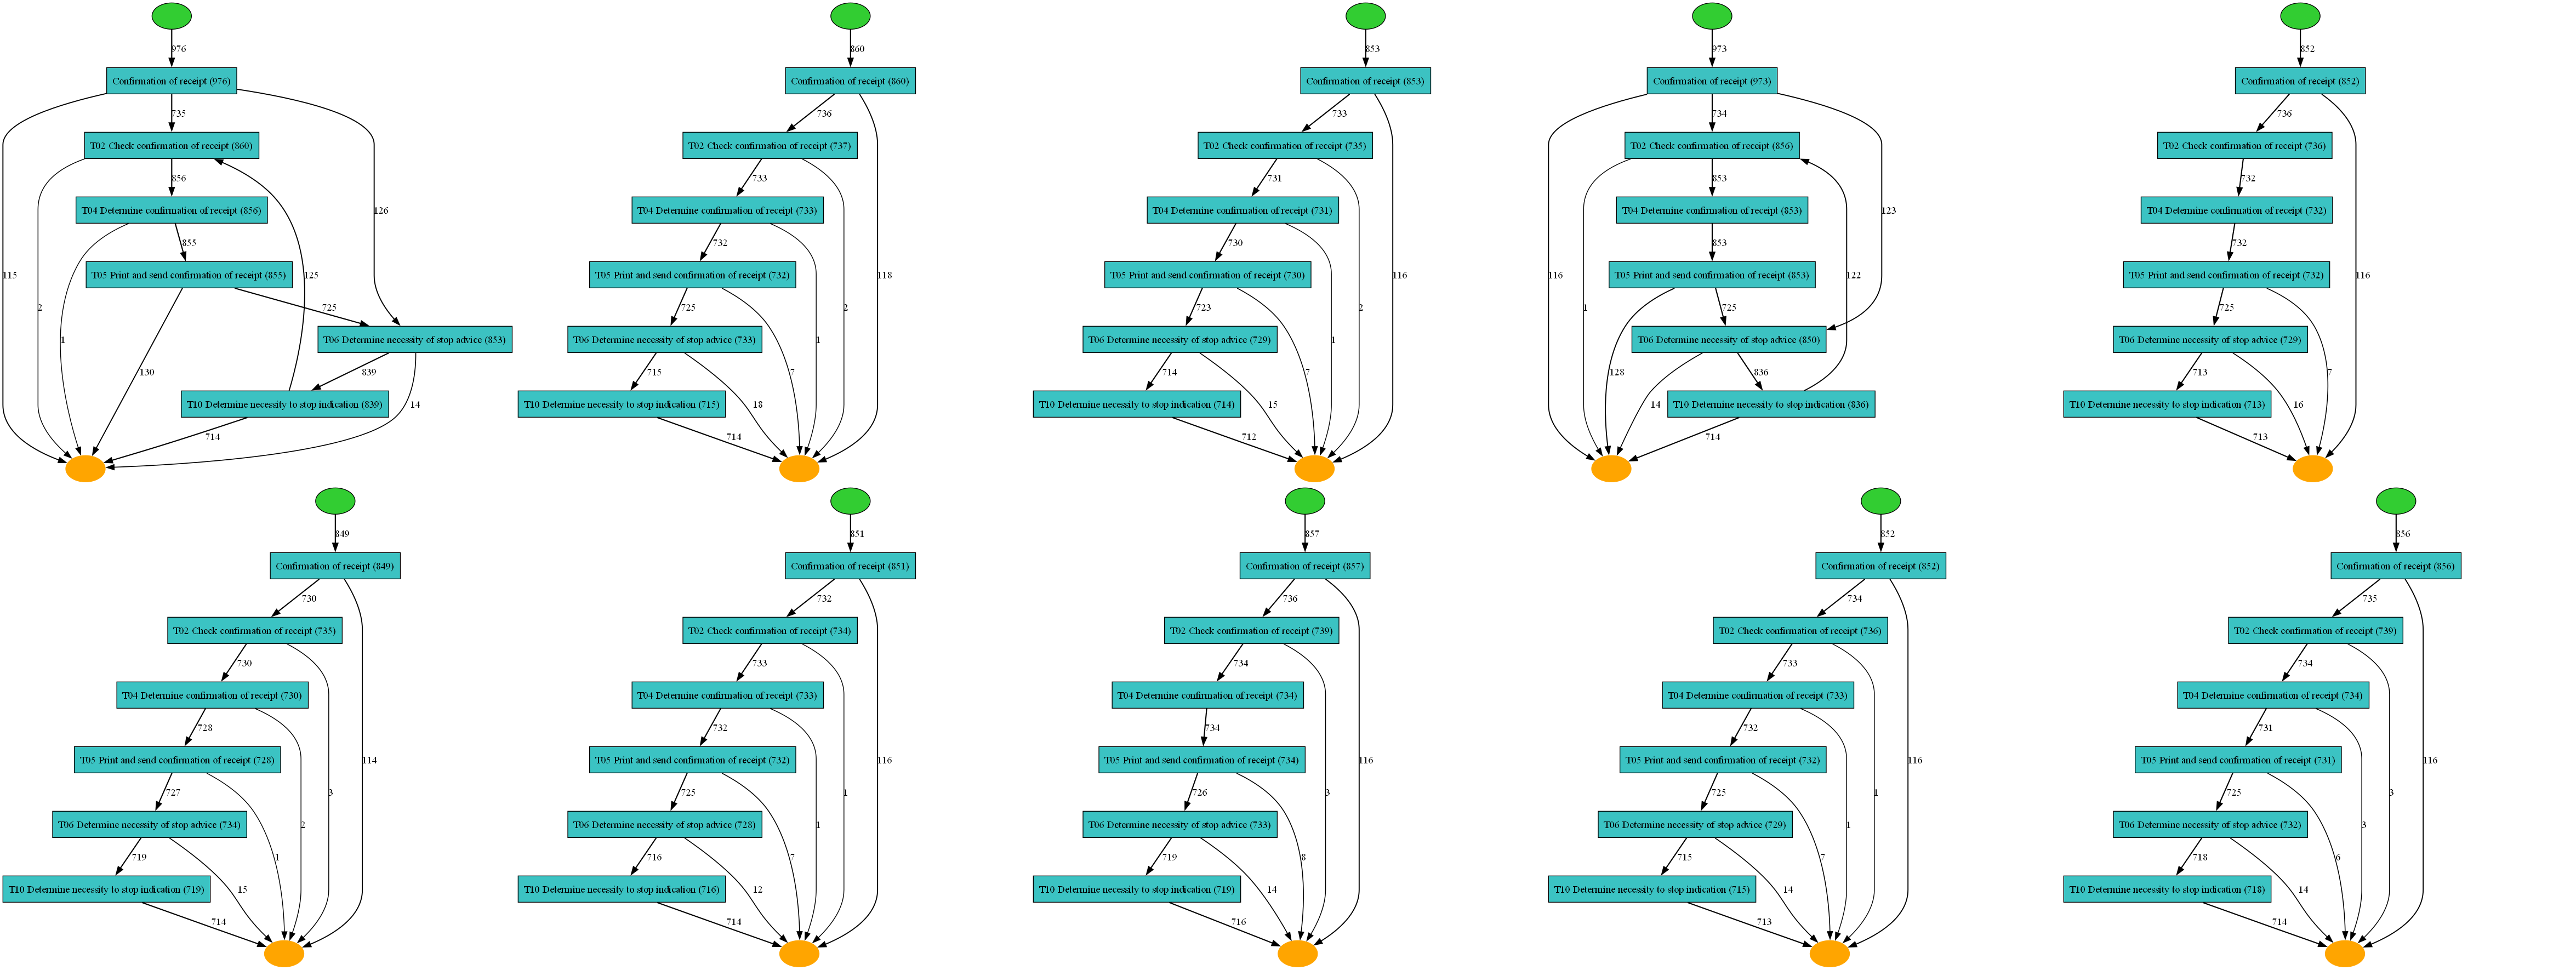 976
Confirmation of receipt (976)
735
T02 Check confirmation of receipt (860)
856
T04 Determine confirmation of receipt (856)
126
855
115
T05 Print and send confirmation of receipt (855)
125
2
725
1
T06 Determine necessity of stop advice (853)
130
839
T10 Determine necessity to stop indication (839)
14
714
860
Confirmation of receipt (860)
736
T02 Check confirmation of receipt (737)
733
T04 Determine confirmation of receipt (733)
732
T05 Print and send confirmation of receipt (732)
118
725
2
T06 Determine necessity of stop advice (733)
1
715
7
T10 Determine necessity to stop indication (715)
18
714
853
Confirmation of receipt (853)
733
T02 Check confirmation of receipt (735)
731
T04 Determine confirmation of receipt (731)
730
T05 Print and send confirmation of receipt (730)
116
723
2
T06 Determine necessity of stop advice (729)
1
714
7
T10 Determine necessity to stop indication (714)
15
712
973
Confirmation of receipt (973)
734
T02 Check confirmation of receipt (856)
853
T04 Determine confirmation of receipt (853)
123
853
116
T05 Print and send confirmation of receipt (853)
122
1
725
T06 Determine necessity of stop advice (850)
128
836
14
T10 Determine necessity to stop indication (836)
714
852
Confirmation of receipt (852)
736
T02 Check confirmation of receipt (736)
732
T04 Determine confirmation of receipt (732)
732
T05 Print and send confirmation of receipt (732)
116
725
T06 Determine necessity of stop advice (729)
713
7
T10 Determine necessity to stop indication (713)
16
713
849
Confirmation of receipt (849)
730
T02 Check confirmation of receipt (735)
730
T04 Determine confirmation of receipt (730)
728
T05 Print and send confirmation of receipt (728)
114
727
3
T06 Determine necessity of stop advice (734)
2
719
1
T10 Determine necessity to stop indication (719)
15
714
851
Confirmation of receipt (851)
732
T02 Check confirmation of receipt (734)
733
T04 Determine confirmation of receipt (733)
732
T05 Print and send confirmation of receipt (732)
116
725
1
T06 Determine necessity of stop advice (728)
1
716
7
T10 Determine necessity to stop indication (716)
12
714
857
Confirmation of receipt (857)
736
T02 Check confirmation of receipt (739)
734
T04 Determine confirmation of receipt (734)
734
T05 Print and send confirmation of receipt (734)
116
726
3
T06 Determine necessity of stop advice (733)
719
8
T10 Determine necessity to stop indication (719)
14
716
852
Confirmation of receipt (852)
734
T02 Check confirmation of receipt (736)
733
T04 Determine confirmation of receipt (733)
732
T05 Print and send confirmation of receipt (732)
116
725
1
T06 Determine necessity of stop advice (729)
1
715
7
T10 Determine necessity to stop indication (715)
14
713
856
Confirmation of receipt (856)
735
T02 Check confirmation of receipt (739)
734
T04 Determine confirmation of receipt (734)
731
T05 Print and send confirmation of receipt (731)
116
725
3
T06 Determine necessity of stop advice (732)
3
718
6
T10 Determine necessity to stop indication (718)
14
714